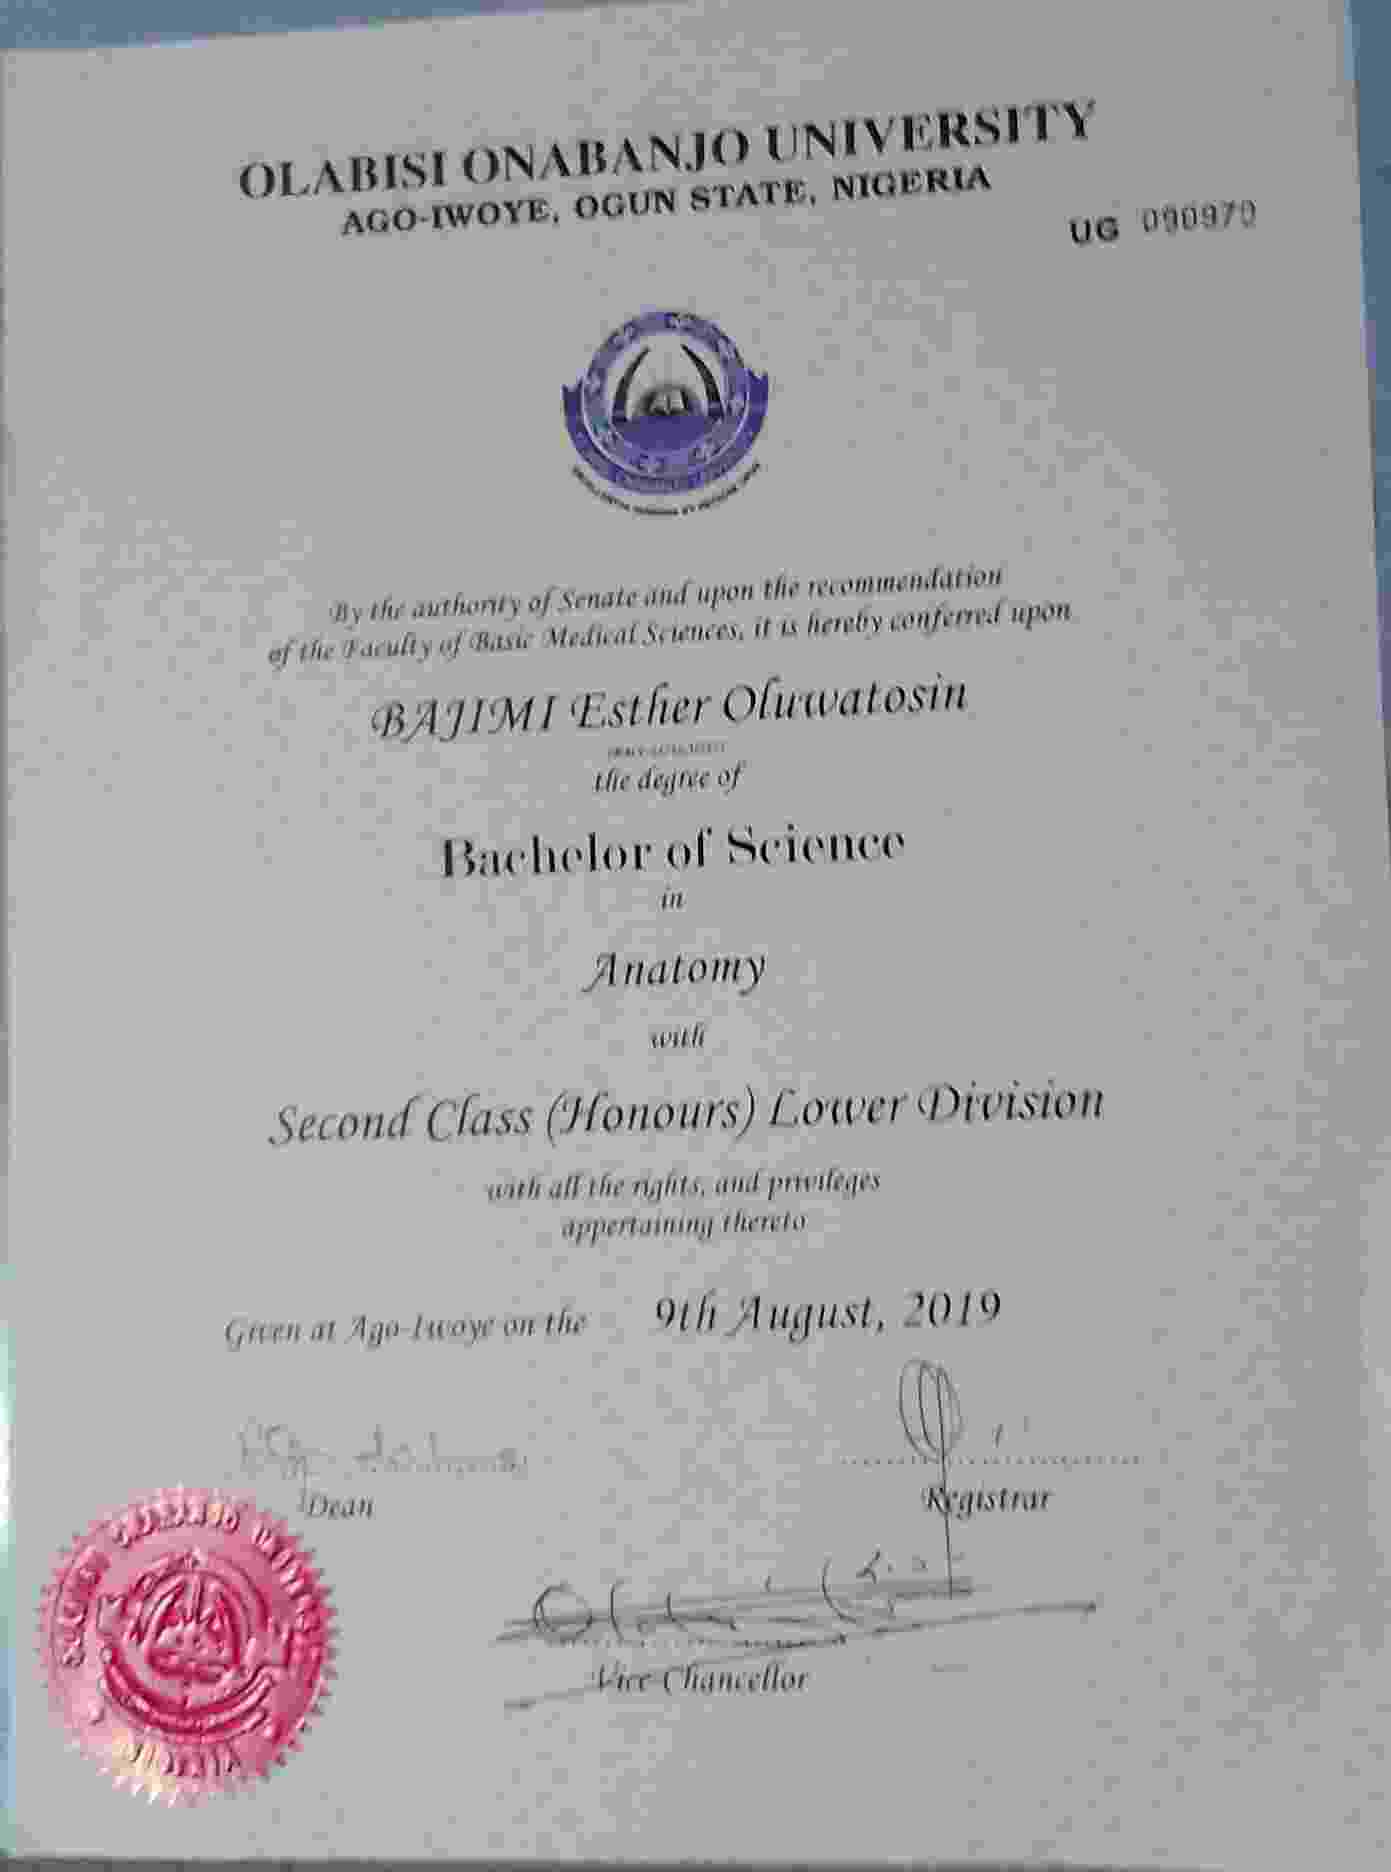 OLABISI ONABANJO UNIVERSITY
AGO-IWOYE, OGUN STATE, NIGERIA
UG 090970
By the authority of Senate and upon the recommendation
of the Faculty of Basic Medical Sciences, it is hereby conferred upon
BAJIMI Esther Oluwatosin
the degree of
Bachelor of Science
in
Anatomy
with
Second Class (Honours) Lower Division
with all the rights, and privileges
appertaining thereto
Given at Ago-Iwoye on the 9th August, 2019
Dean
Registrar
Vice-Chancellor